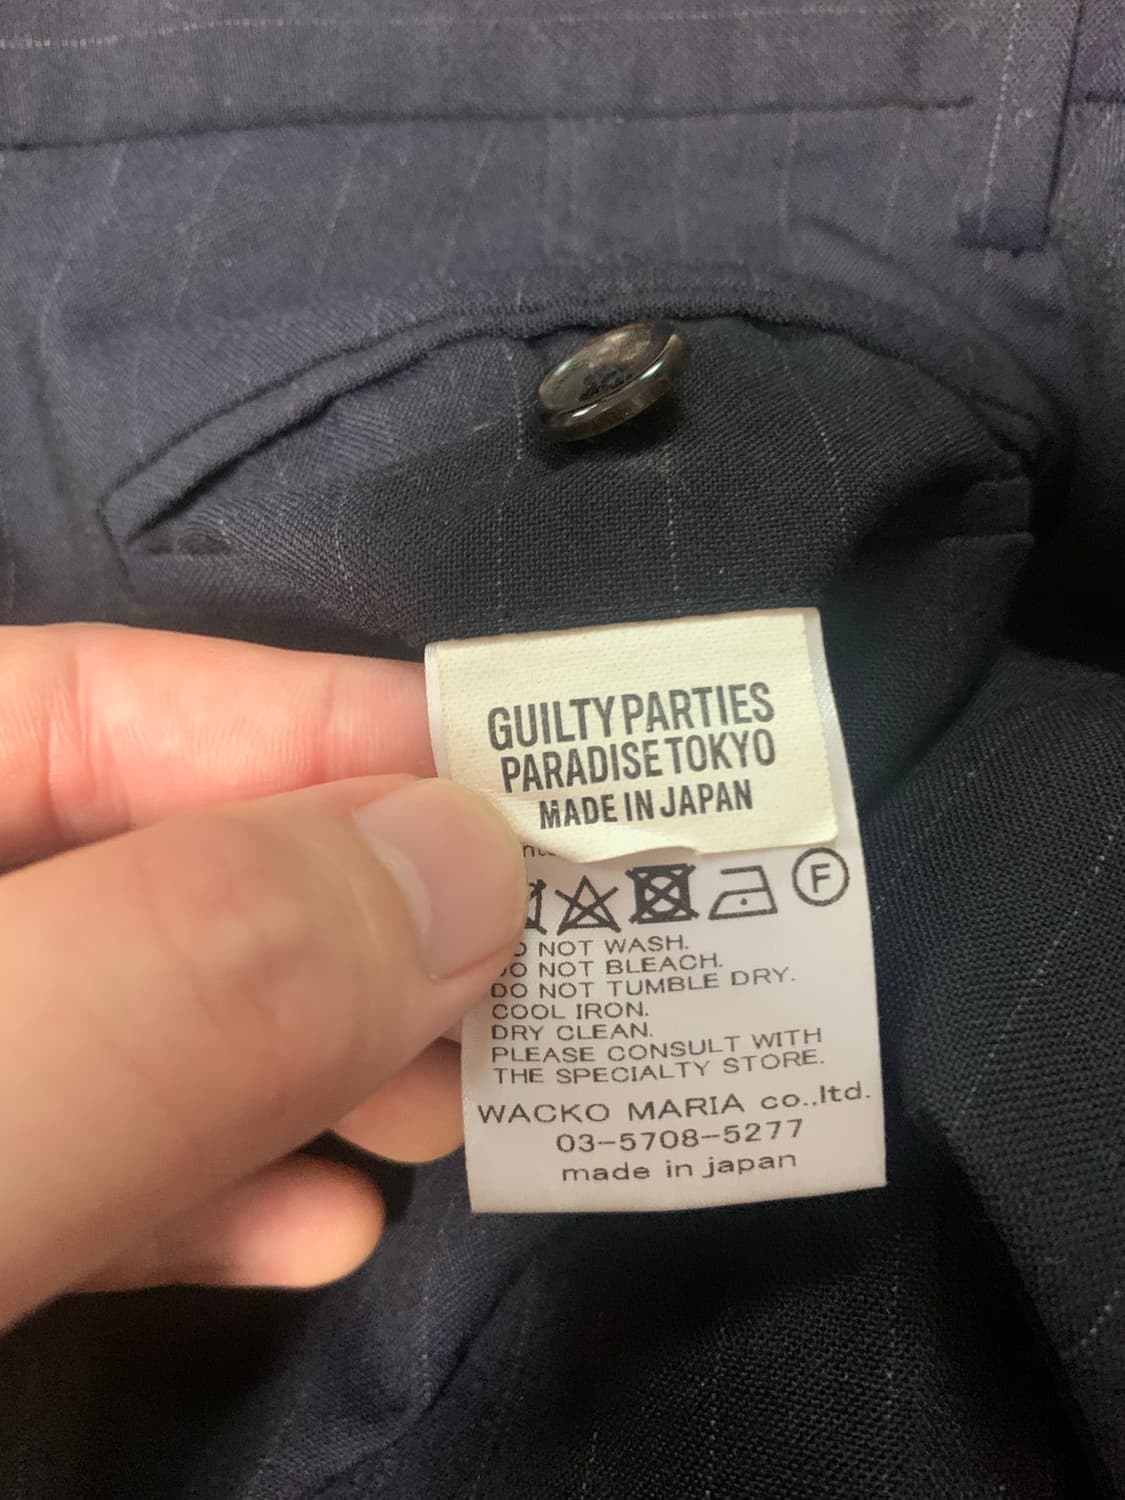 GUILTY PARTIES
PARADISE TOKYO
MADE IN JAPAN
F
NOT WASH.
DO NOT BLEACH.
DO NOT TUMBLE DRY.
COOL IRON.
DRY CLEAN.
PLEASE CONSULT WITH
THE SPECIALTY STORE.
WACKO MARIA co.,ltd.
03-5708-5277
made in japan